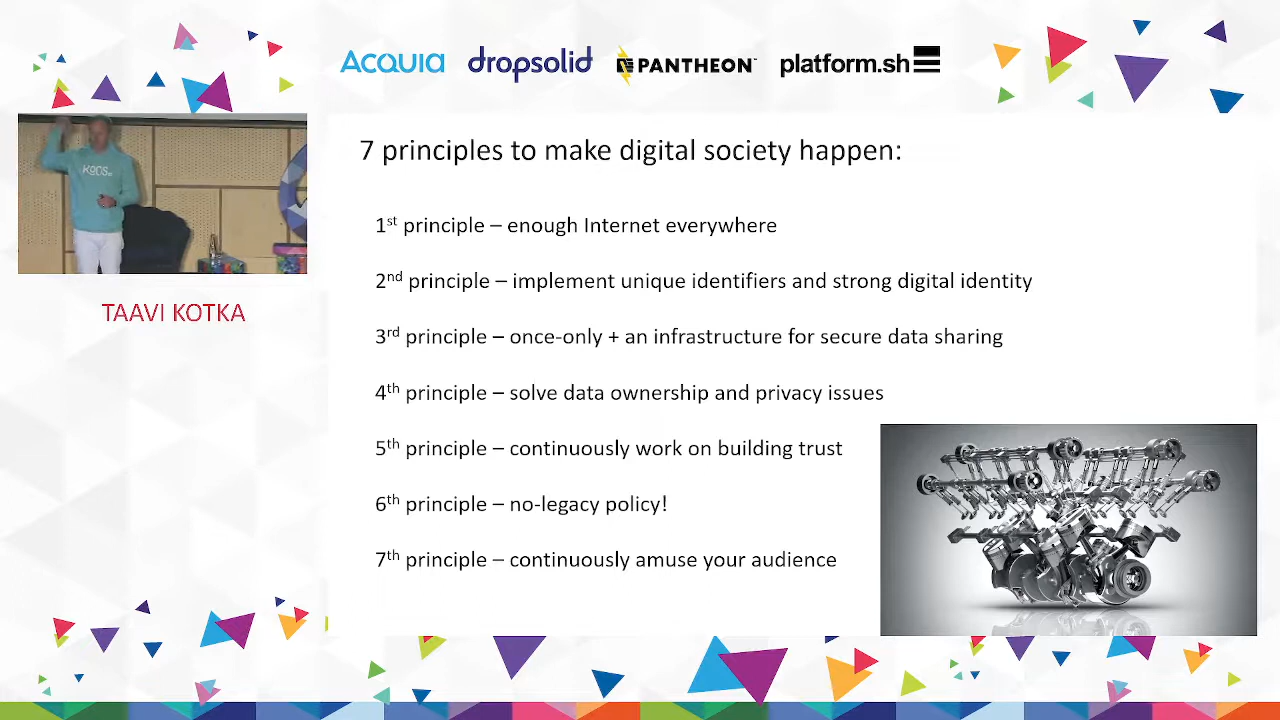 Acquia
dropsolid
PANTHEON
platform.sh
7 principles to make digital society happen:
1st principle – enough Internet everywhere
2nd principle – implement unique identifiers and strong digital identity
3rd principle – once-only + an infrastructure for secure data sharing
4th principle – solve data ownership and privacy issues
5th principle – continuously work on building trust
6th principle – no-legacy policy!
7th principle – continuously amuse your audience
KOOS
TAAVI KOTKA